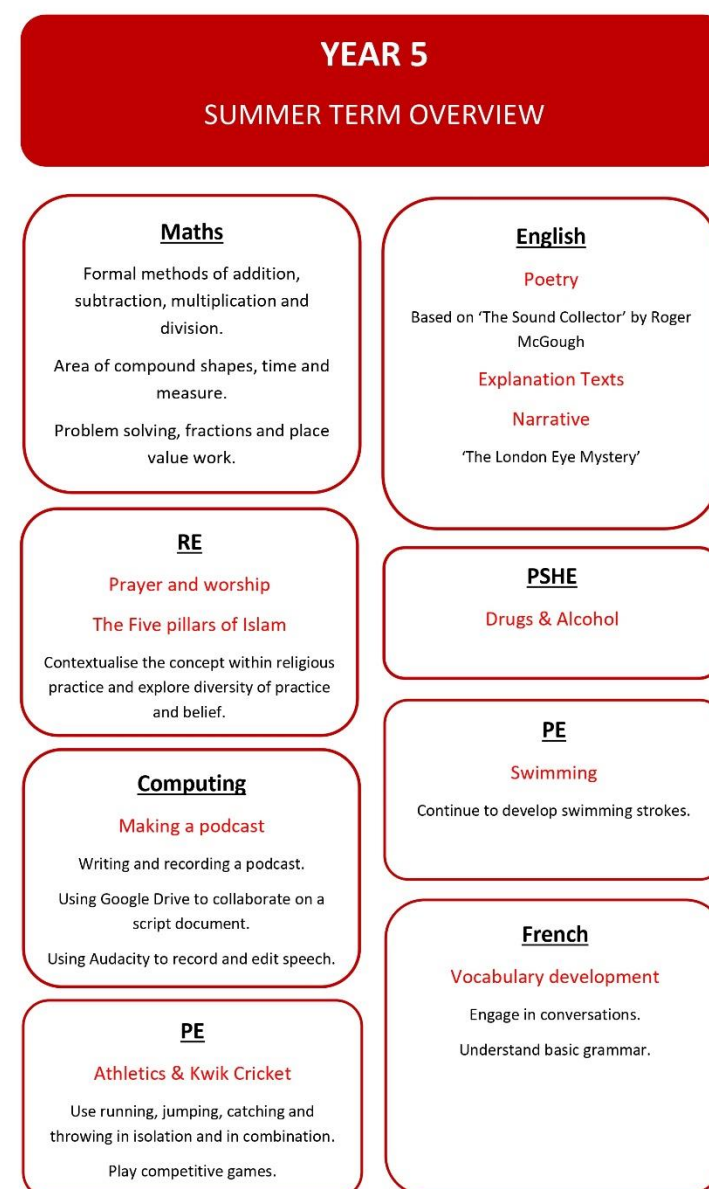 YEAR 5
SUMMER TERM OVERVIEW
Maths
Formal methods of addition,
subtraction, multiplication and
division.
Area of compound shapes, time and
measure.
Problem solving, fractions and place
value work.
English
Poetry
Based on ‘The Sound Collector’ by Roger
McGough
Explanation Texts
Narrative
‘The London Eye Mystery’
RE
Prayer and worship
The Five pillars of Islam
Contextualise the concept within religious
practice and explore diversity of practice
and belief.
PSHE
Drugs & Alcohol
PE
Swimming
Continue to develop swimming strokes.
Computing
Making a podcast
Writing and recording a podcast.
Using Google Drive to collaborate on a
script document.
Using Audacity to record and edit speech.
French
Vocabulary development
Engage in conversations.
Understand basic grammar.
PE
Athletics & Kwik Cricket
Use running, jumping, catching and
throwing in isolation and in combination.
Play competitive games.